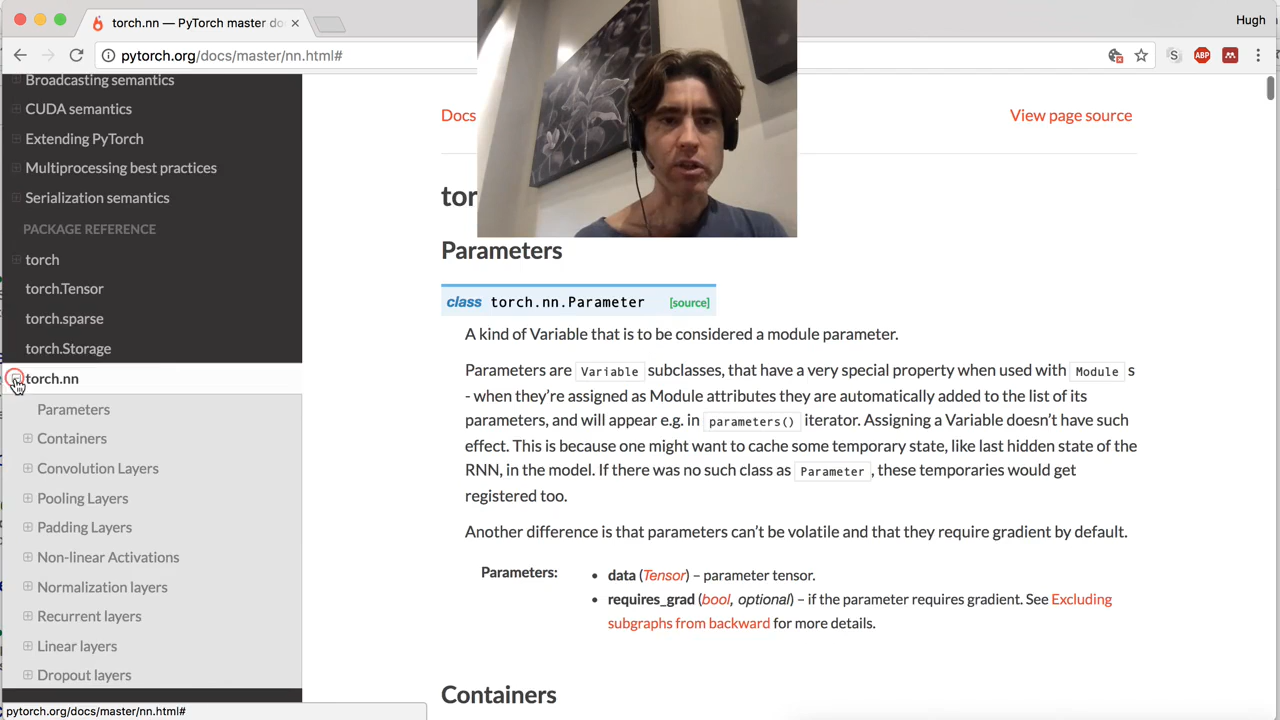 torch.nn — PyTorch master do
Hugh
pytorch.org/docs/master/nn.html#
ABP
Broadcasting semantics
CUDA semantics
Extending PyTorch
Multiprocessing best practices
Serialization semantics
PACKAGE REFERENCE
torch
torch.Tensor
torch.sparse
torch.Storage
torch.nn
Parameters
Containers
Convolution Layers
Pooling Layers
Padding Layers
Non-linear Activations
Normalization layers
Recurrent layers
Linear layers
Dropout layers
pytorch.org/docs/master/nn.html#
Docs
View page source
tor
Parameters
class torch.nn.Parameter [source]
A kind of Variable that is to be considered a module parameter.
Parameters are Variable subclasses, that have a very special property when used with Module s
- when they’re assigned as Module attributes they are automatically added to the list of its
parameters, and will appear e.g. in parameters() iterator. Assigning a Variable doesn’t have such
effect. This is because one might want to cache some temporary state, like last hidden state of the
RNN, in the model. If there was no such class as Parameter, these temporaries would get
registered too.
Another difference is that parameters can’t be volatile and that they require gradient by default.
Parameters:
• data (Tensor) – parameter tensor.
• requires_grad (bool, optional) – if the parameter requires gradient. See Excluding
subgraphs from backward for more details.
Containers